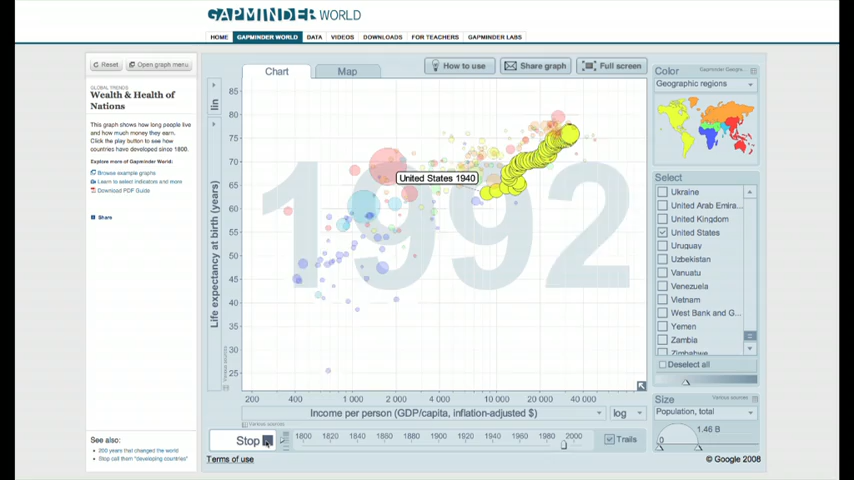 GAPMINDER WORLD
HOME GAPMINDER WORLD DATA VIDEOS DOWNLOADS FOR TEACHERS GAPMINDER LABS
Reset Open graph menu
GLOBAL TRENDS
Wealth & Health of
Nations
This graph shows how long people live
and how much money they earn.
Click the play button to see how
countries have developed since 1800.
Explore more of Gapminder World:
Browse example graphs
Learn to select indicators and more
Download PDF Guide
Share
See also:
200 years that changed the world
Stop call them "developing countries"
Chart Map
How to use Share graph Full screen
lin
Life expectancy at birth (years)
85
80
75
70
65
60
55
50
45
40
35
30
25
1992
United States 1940
200 400 1 000 2 000 4 000 10 000 20 000 40 000
Income per person (GDP/capita, inflation-adjusted $) log
Various sources
Stop
1800 1820 1840 1860 1880 1900 1920 1940 1960 1980 2000
Trails
Terms of use
© Google 2008
Color
Geographic regions
Select
Ukraine
United Arab Emira...
United Kingdom
United States
Uruguay
Uzbekistan
Vanuatu
Venezuela
Vietnam
West Bank and G...
Yemen
Zambia
Zimbabwe
Deselect all
Size
Various sources
Population, total
1.46 B
0